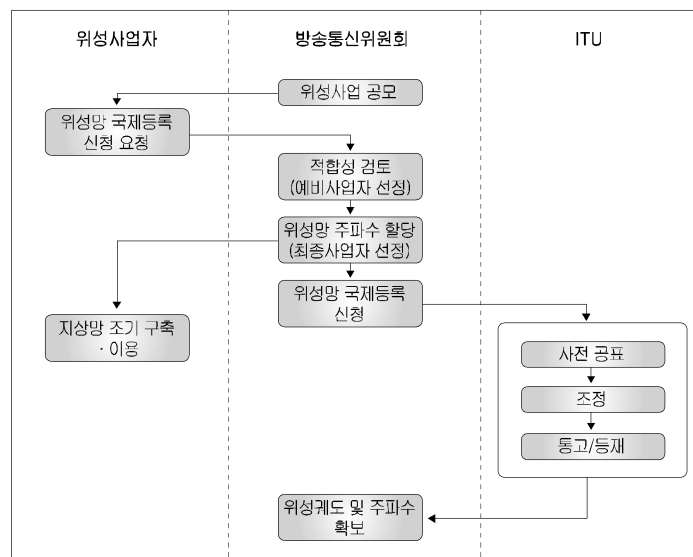 위성사업자
방송통신위원회
ITU
위성사업 공모
위성망 국제등록
신청 요청
적합성 검토
(예비사업자 선정)
위성망 주파수 할당
(최종사업자 선정)
위성망 국제등록
신청
지상망 조기 구축
· 이용
사전 공표
조정
통고/등재
위성궤도 및 주파수
확보